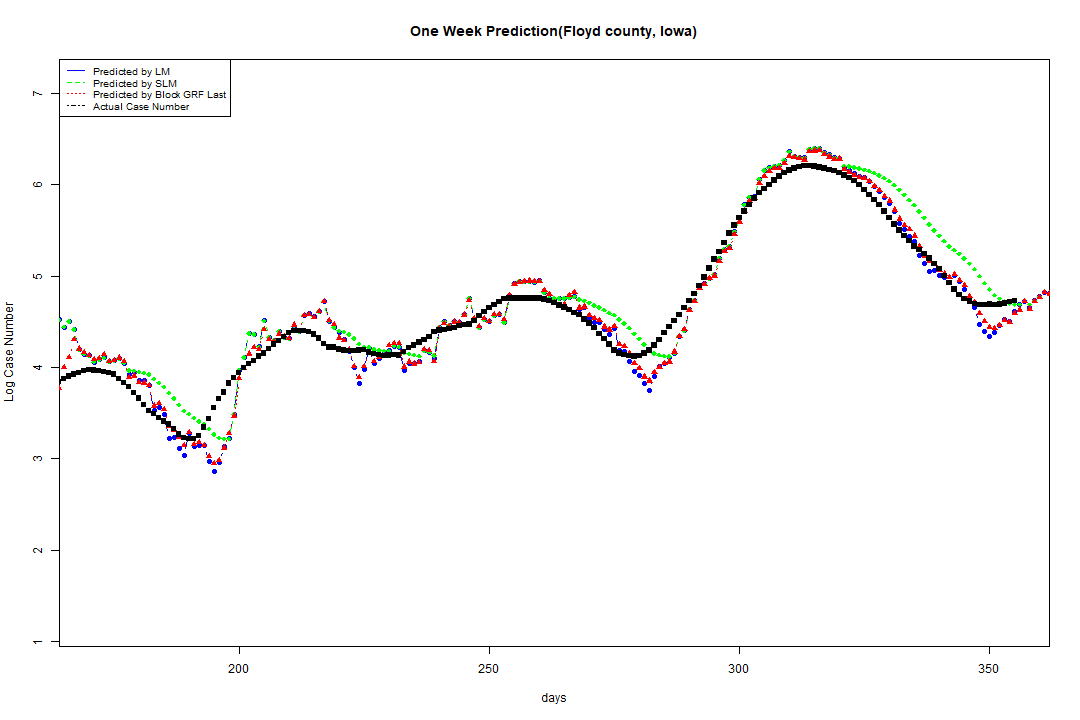 One Week Prediction(Floyd county, Iowa)
Predicted by LM
Predicted by SLM
Predicted by Block GRF Last
Actual Case Number
7
6
5
4
3
2
1
Log Case Number
200 250 300 350
days